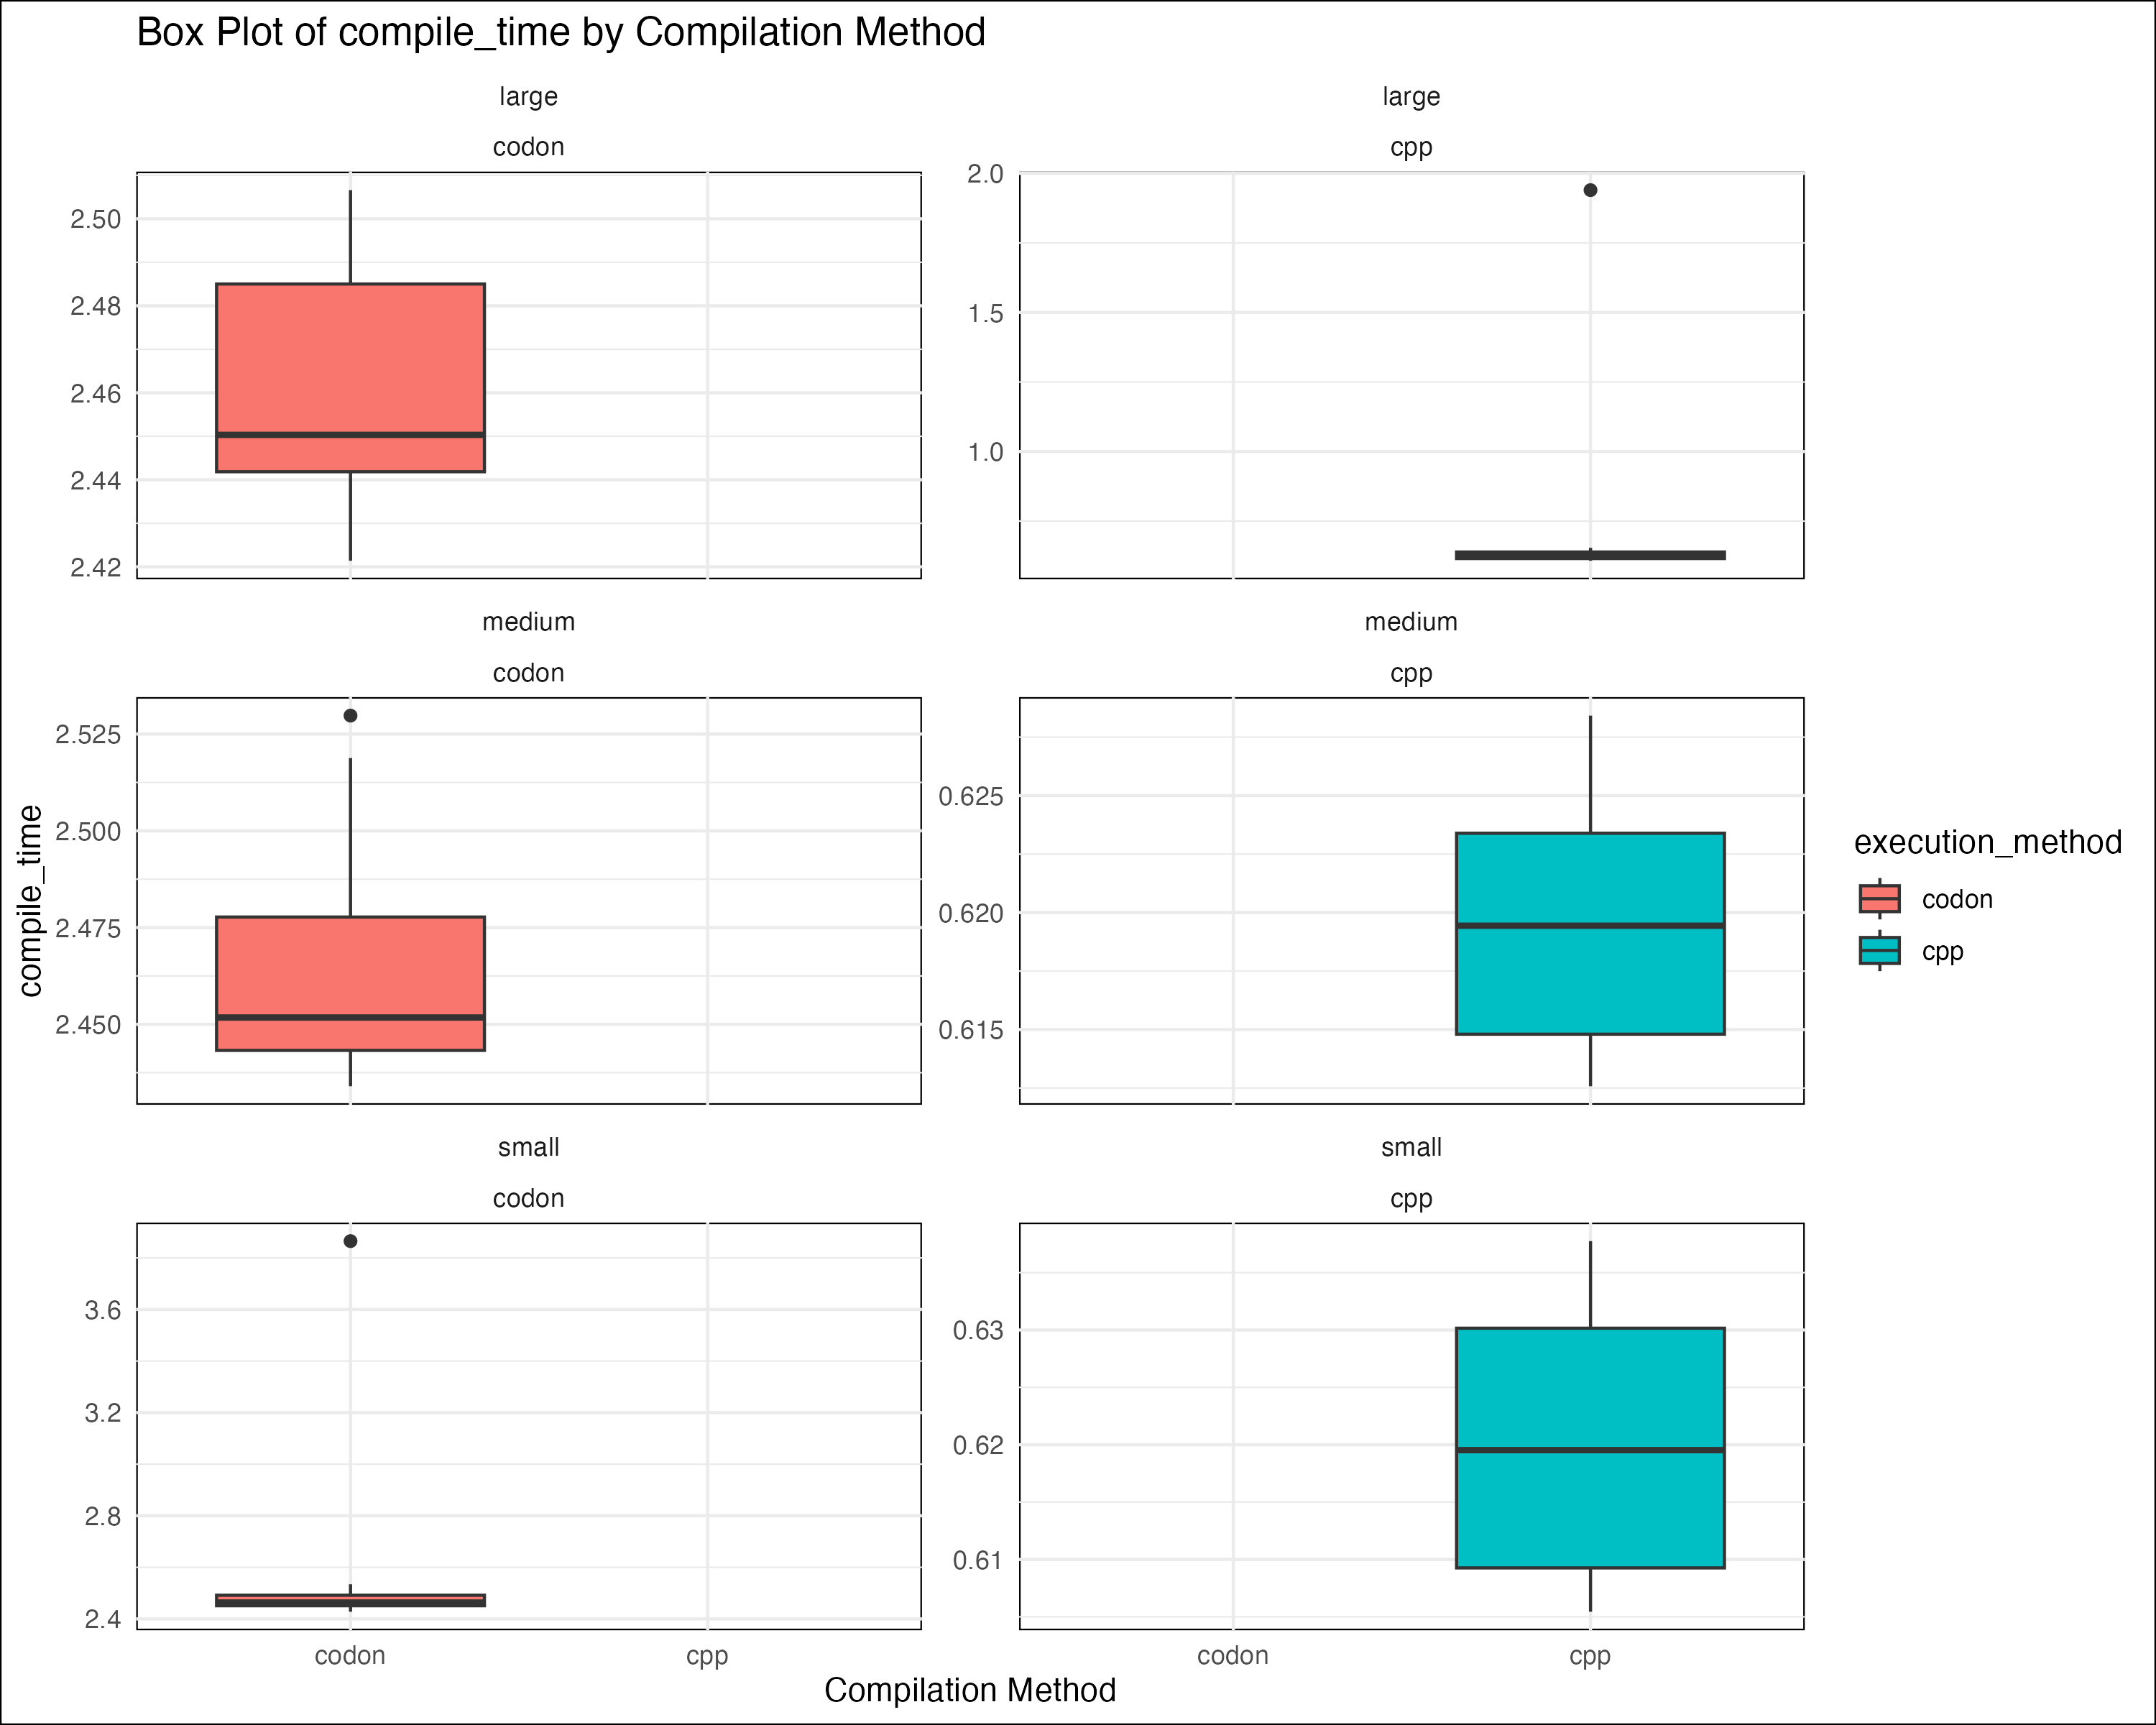 Box Plot of compile_time by Compilation Method
large
codon
2.50
2.48
2.46
2.44
2.42
large
cpp
2.0
1.5
1.0
medium
codon
2.525
2.500
2.475
2.450
medium
cpp
0.625
0.620
0.615
small
codon
3.6
3.2
2.8
2.4
small
cpp
0.63
0.62
0.61
codon
cpp
codon
cpp
compile_time
Compilation Method
execution_method
codon
cpp